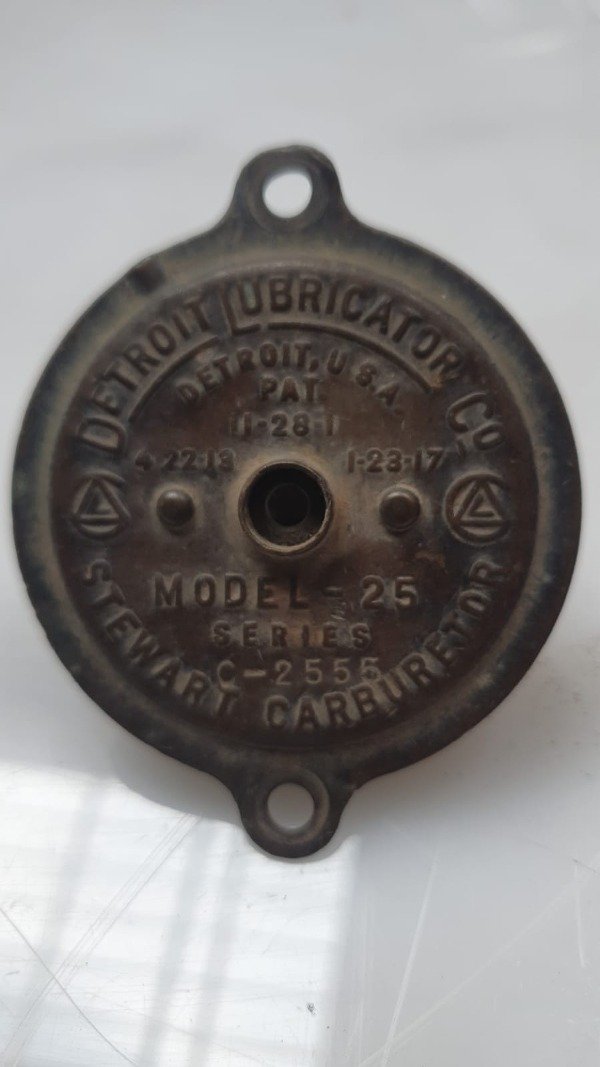 DETROIT LUBRICATOR CO
DETROIT, U.S.A.
PAT.
11-28-1
4-22-13 1-23-17
MODEL-25
SERIES
C-2555
STEWART CARBURETOR